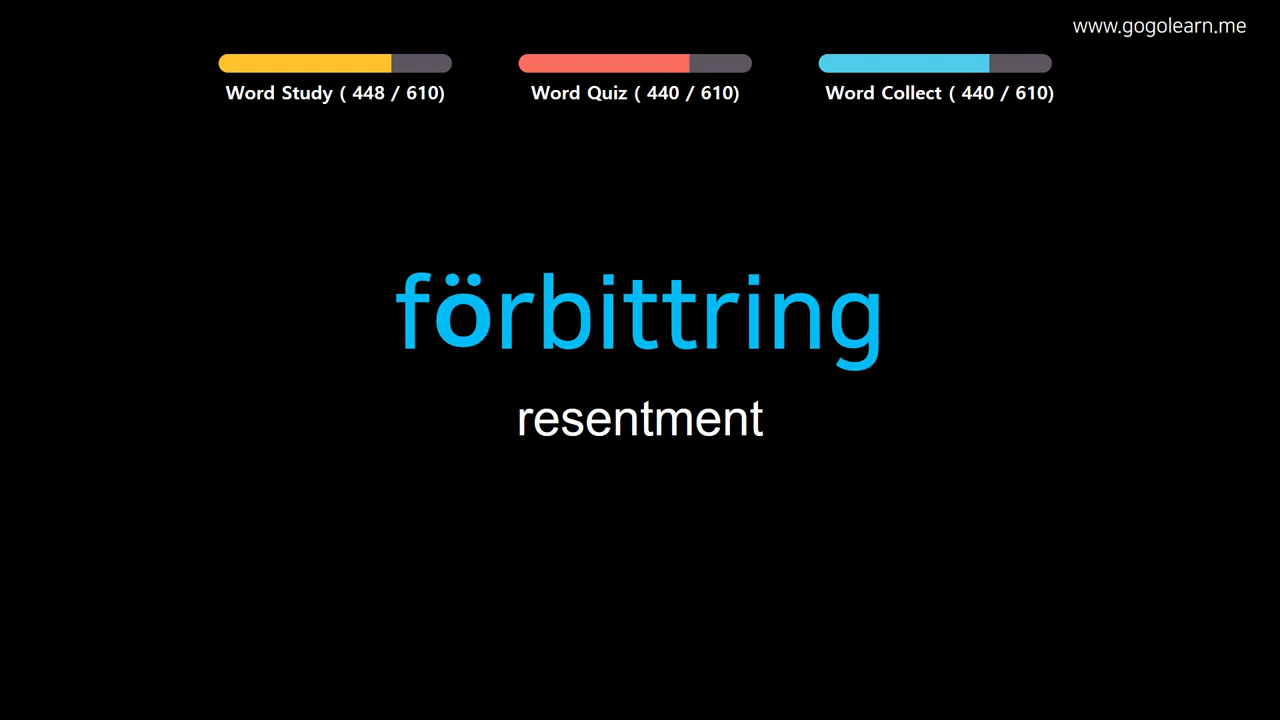 www.gogolearn.me
Word Study ( 448 / 610)
Word Quiz ( 440 / 610)
Word Collect ( 440 / 610)
förbittring
resentment